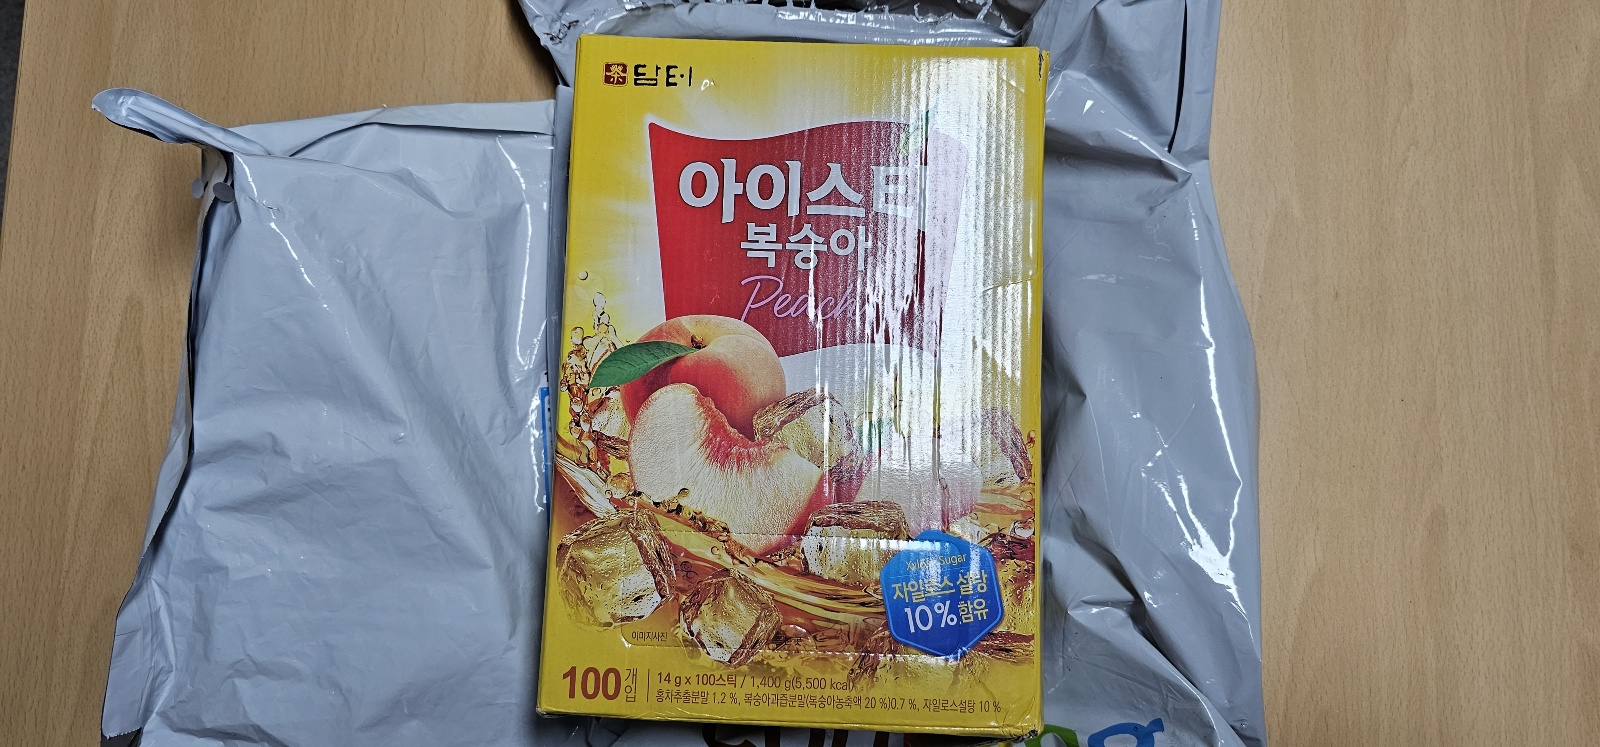 茶 담터
아이스티
복숭아
Peach
Xylose Sugar
자일로스 설탕
10% 함유
이미지사진
100개입
14 g x 100스틱 / 1,400 g(5,500 kcal)
홍차추출분말 1.2 %, 복숭아과즙분말(복숭아농축액 20 %)0.7 %, 자일로스설탕 10 %